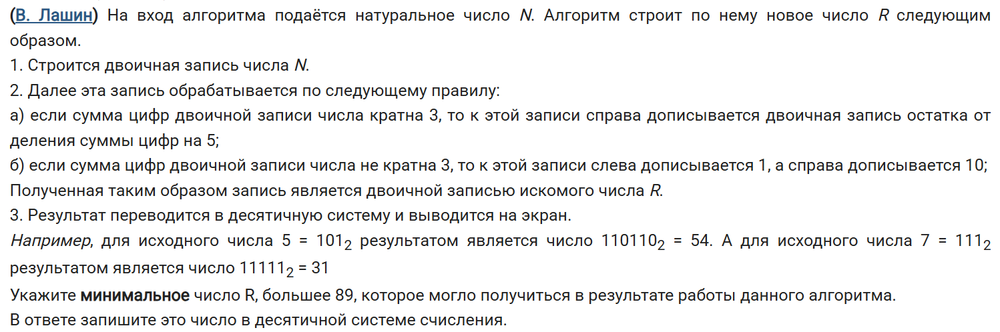 (В. Лашин) На вход алгоритма подаётся натуральное число N. Алгоритм строит по нему новое число R следующим
образом.
1. Строится двоичная запись числа N.
2. Далее эта запись обрабатывается по следующему правилу:
а) если сумма цифр двоичной записи числа кратна 3, то к этой записи справа дописывается двоичная запись остатка от
деления суммы цифр на 5;
б) если сумма цифр двоичной записи числа не кратна 3, то к этой записи слева дописывается 1, а справа дописывается 10;
Полученная таким образом запись является двоичной записью искомого числа R.
3. Результат переводится в десятичную систему и выводится на экран.
Например, для исходного числа 5 = 101₂ результатом является число 110110₂ = 54. А для исходного числа 7 = 111₂
результатом является число 11111₂ = 31
Укажите минимальное число R, большее 89, которое могло получиться в результате работы данного алгоритма.
В ответе запишите это число в десятичной системе счисления.